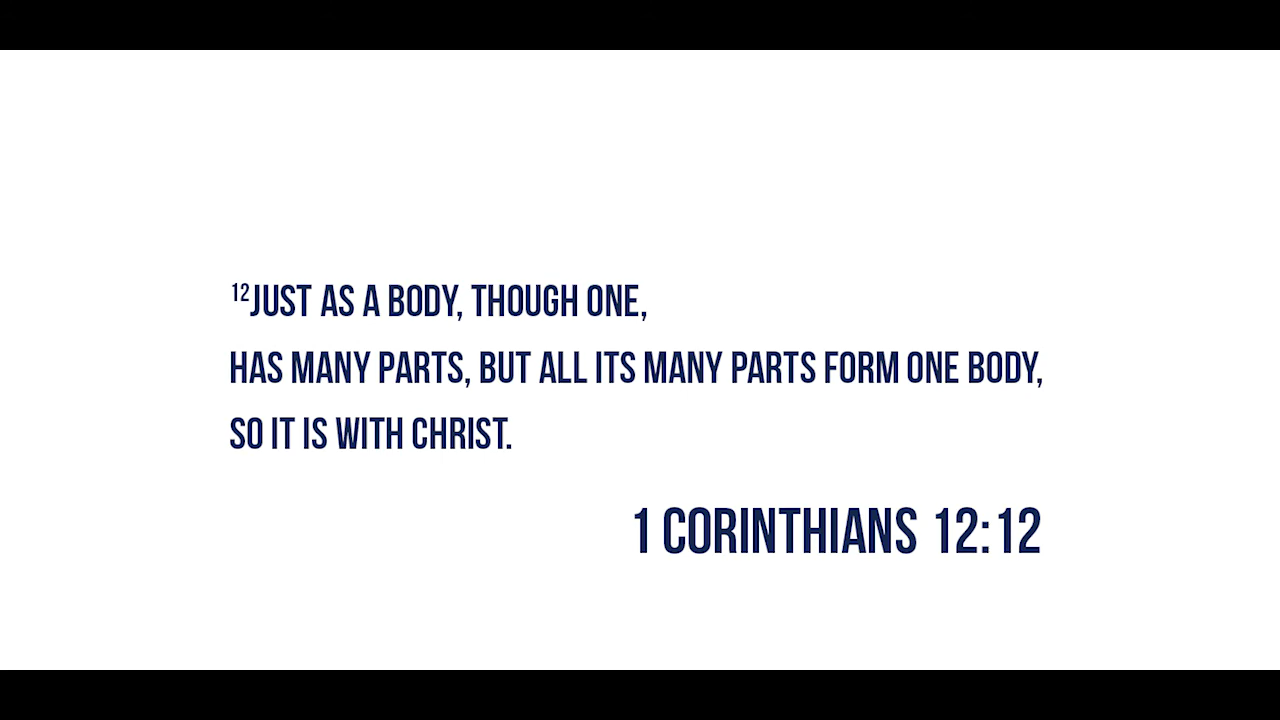 ¹²JUST AS A BODY, THOUGH ONE,
HAS MANY PARTS, BUT ALL ITS MANY PARTS FORM ONE BODY,
SO IT IS WITH CHRIST.
1 CORINTHIANS 12:12